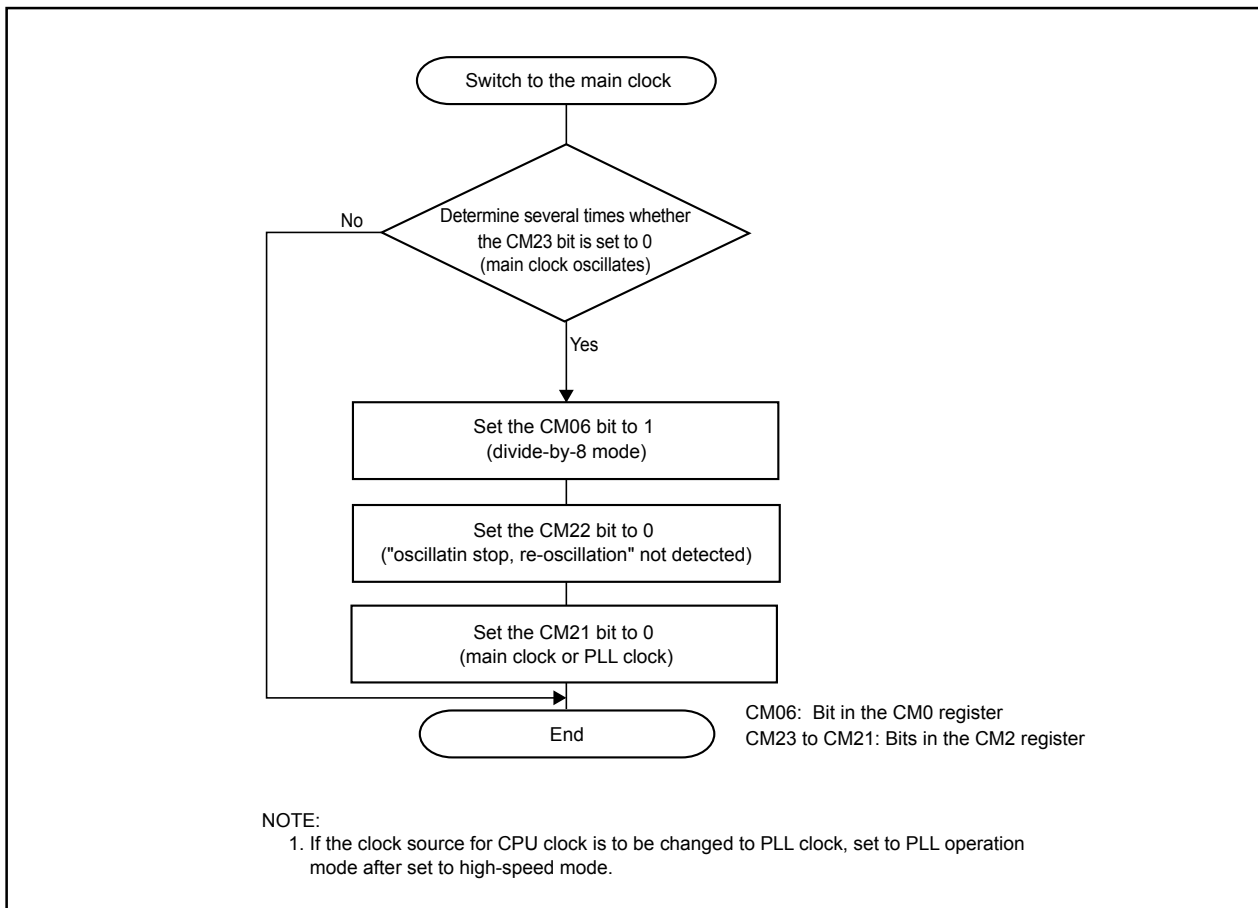 Switch to the main clock
Determine several times whether
the CM23 bit is set to 0
(main clock oscillates)
No
Yes
Set the CM06 bit to 1
(divide-by-8 mode)
Set the CM22 bit to 0
("oscillatin stop, re-oscillation" not detected)
Set the CM21 bit to 0
(main clock or PLL clock)
End
CM06:  Bit in the CM0 register
CM23 to CM21: Bits in the CM2 register
NOTE:
1. If the clock source for CPU clock is to be changed to PLL clock, set to PLL operation
mode after set to high-speed mode.